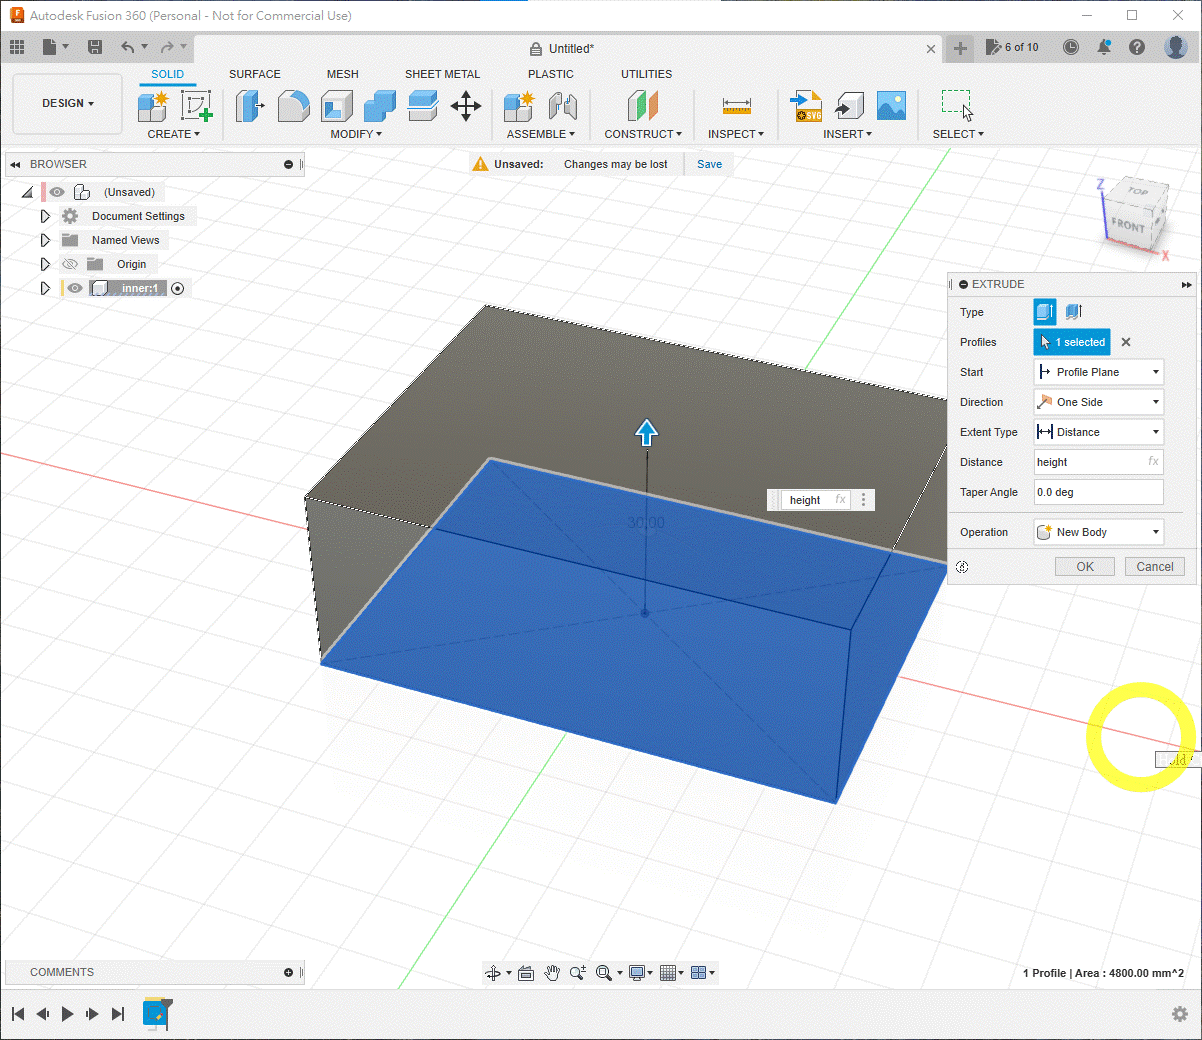 Autodesk Fusion 360 (Personal - Not for Commercial Use)
Untitled*
6 of 10
SOLID
SURFACE
MESH
SHEET METAL
PLASTIC
UTILITIES
DESIGN
CREATE
MODIFY
ASSEMBLE
CONSTRUCT
INSPECT
INSERT
SELECT
SVG
BROWSER
Unsaved:
Changes may be lost
Save
(Unsaved)
Document Settings
Named Views
Origin
inner:1
Z
TOP
FRONT
X
EXTRUDE
Type
Profiles
1 selected
Start
Profile Plane
Direction
One Side
Extent Type
Distance
Distance
height
fx
Taper Angle
0.0 deg
Operation
New Body
OK
Cancel
height
fx
30.00
Hold
COMMENTS
1 Profile | Area : 4800.00 mm^2